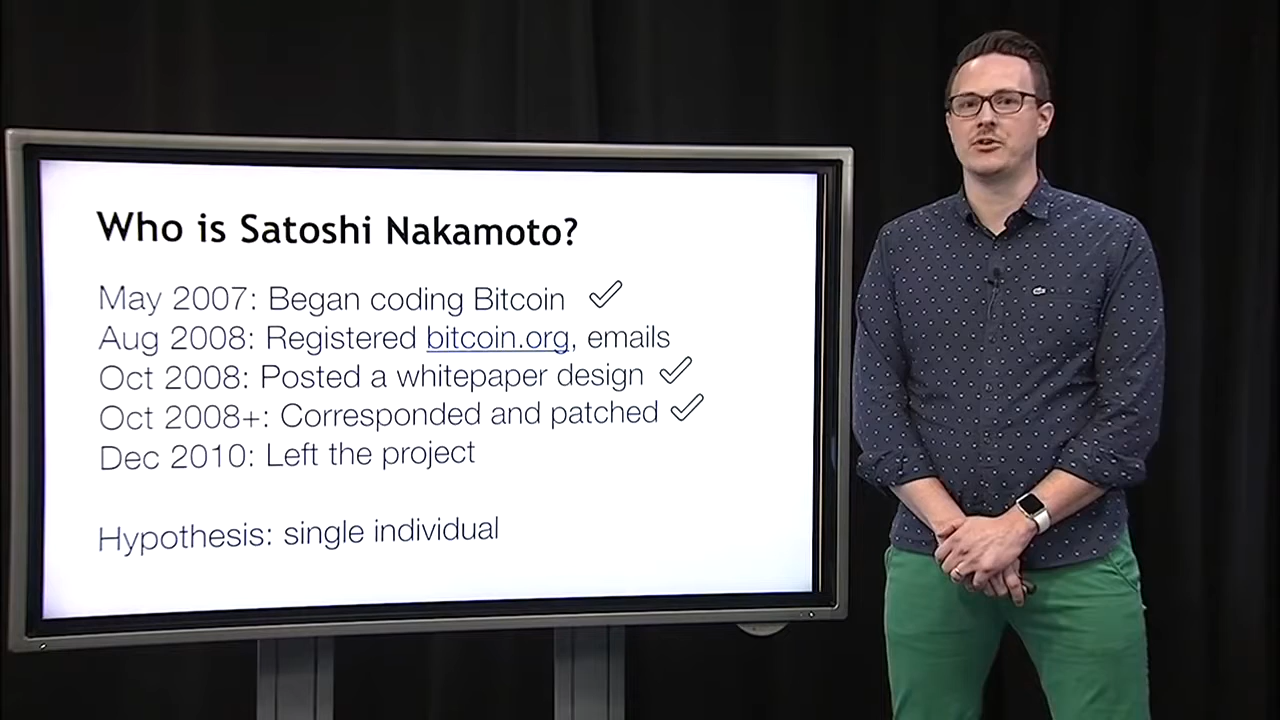 Who is Satoshi Nakamoto?
May 2007: Began coding Bitcoin ✓
Aug 2008: Registered bitcoin.org, emails
Oct 2008: Posted a whitepaper design ✓
Oct 2008+: Corresponded and patched ✓
Dec 2010: Left the project
Hypothesis: single individual